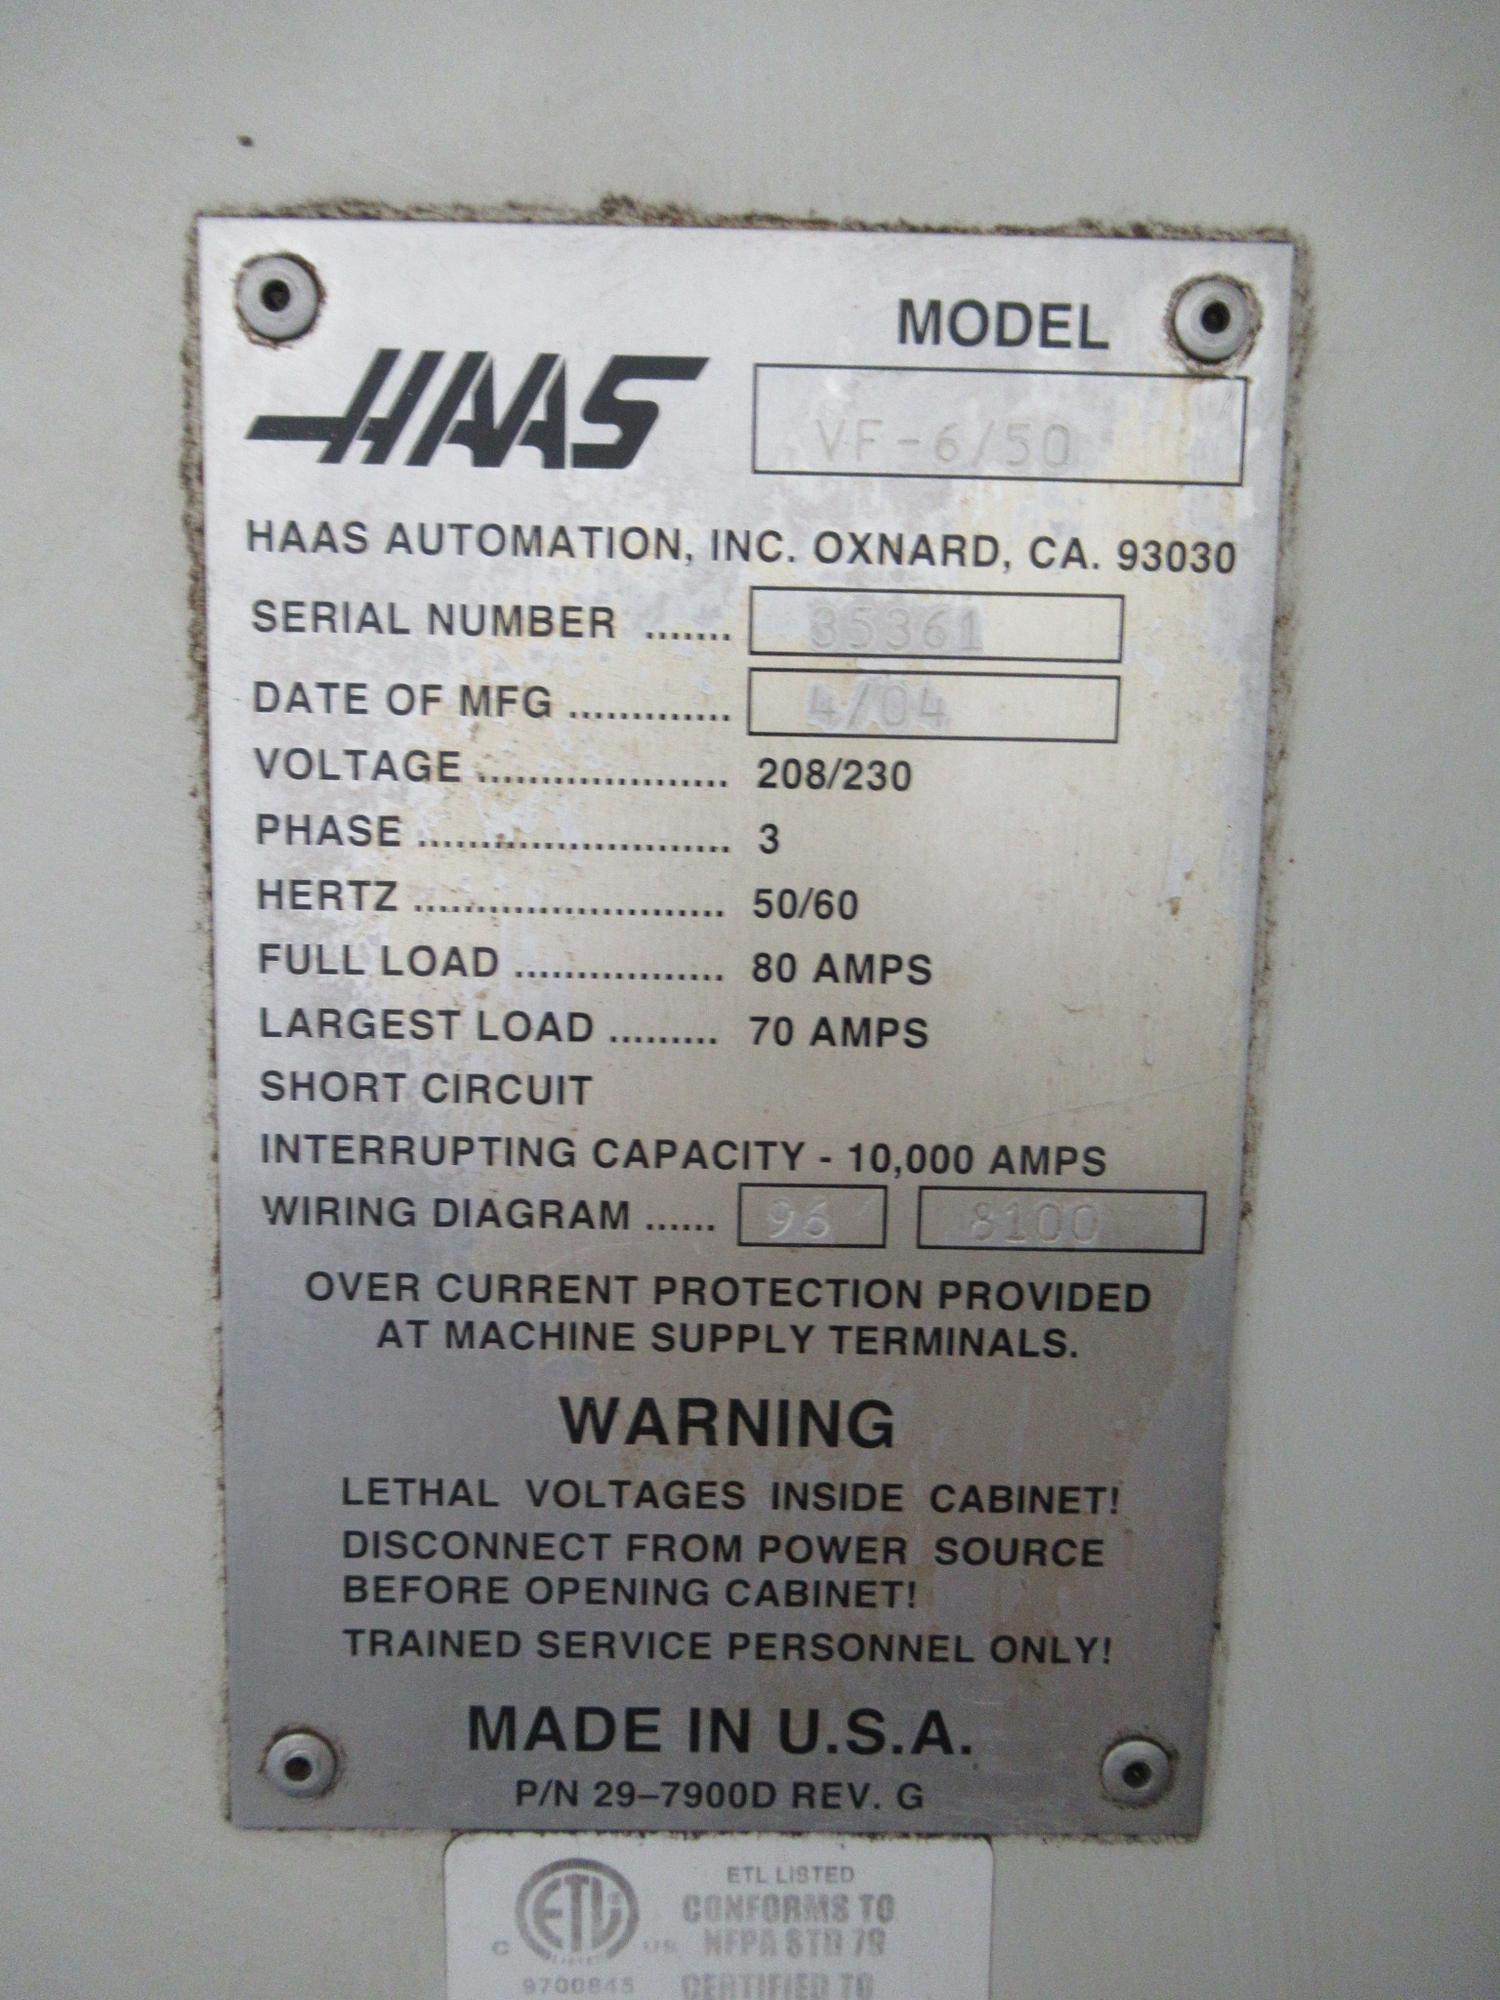 MODEL
HAAS
VF-6/50
HAAS AUTOMATION, INC. OXNARD, CA. 93030
SERIAL NUMBER ....... 35361
DATE OF MFG ............. 4/04
VOLTAGE .................... 208/230
PHASE ......................... 3
HERTZ ......................... 50/60
FULL LOAD ................. 80 AMPS
LARGEST LOAD ......... 70 AMPS
SHORT CIRCUIT
INTERRUPTING CAPACITY - 10,000 AMPS
WIRING DIAGRAM ...... 96 8100
OVER CURRENT PROTECTION PROVIDED
AT MACHINE SUPPLY TERMINALS.
WARNING
LETHAL VOLTAGES INSIDE CABINET!
DISCONNECT FROM POWER SOURCE
BEFORE OPENING CABINET!
TRAINED SERVICE PERSONNEL ONLY!
MADE IN U.S.A.
P/N 29-7900D REV. G
ETL LISTED
CONFORMS TO
NFPA STD 79
C ETL US
9700845 CERTIFIED TO